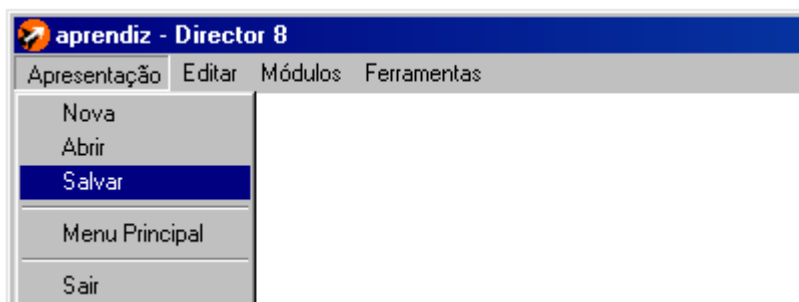 aprendiz - Director 8
Apresentação Editar Módulos Ferramentas
Nova
Abrir
Salvar
Menu Principal
Sair